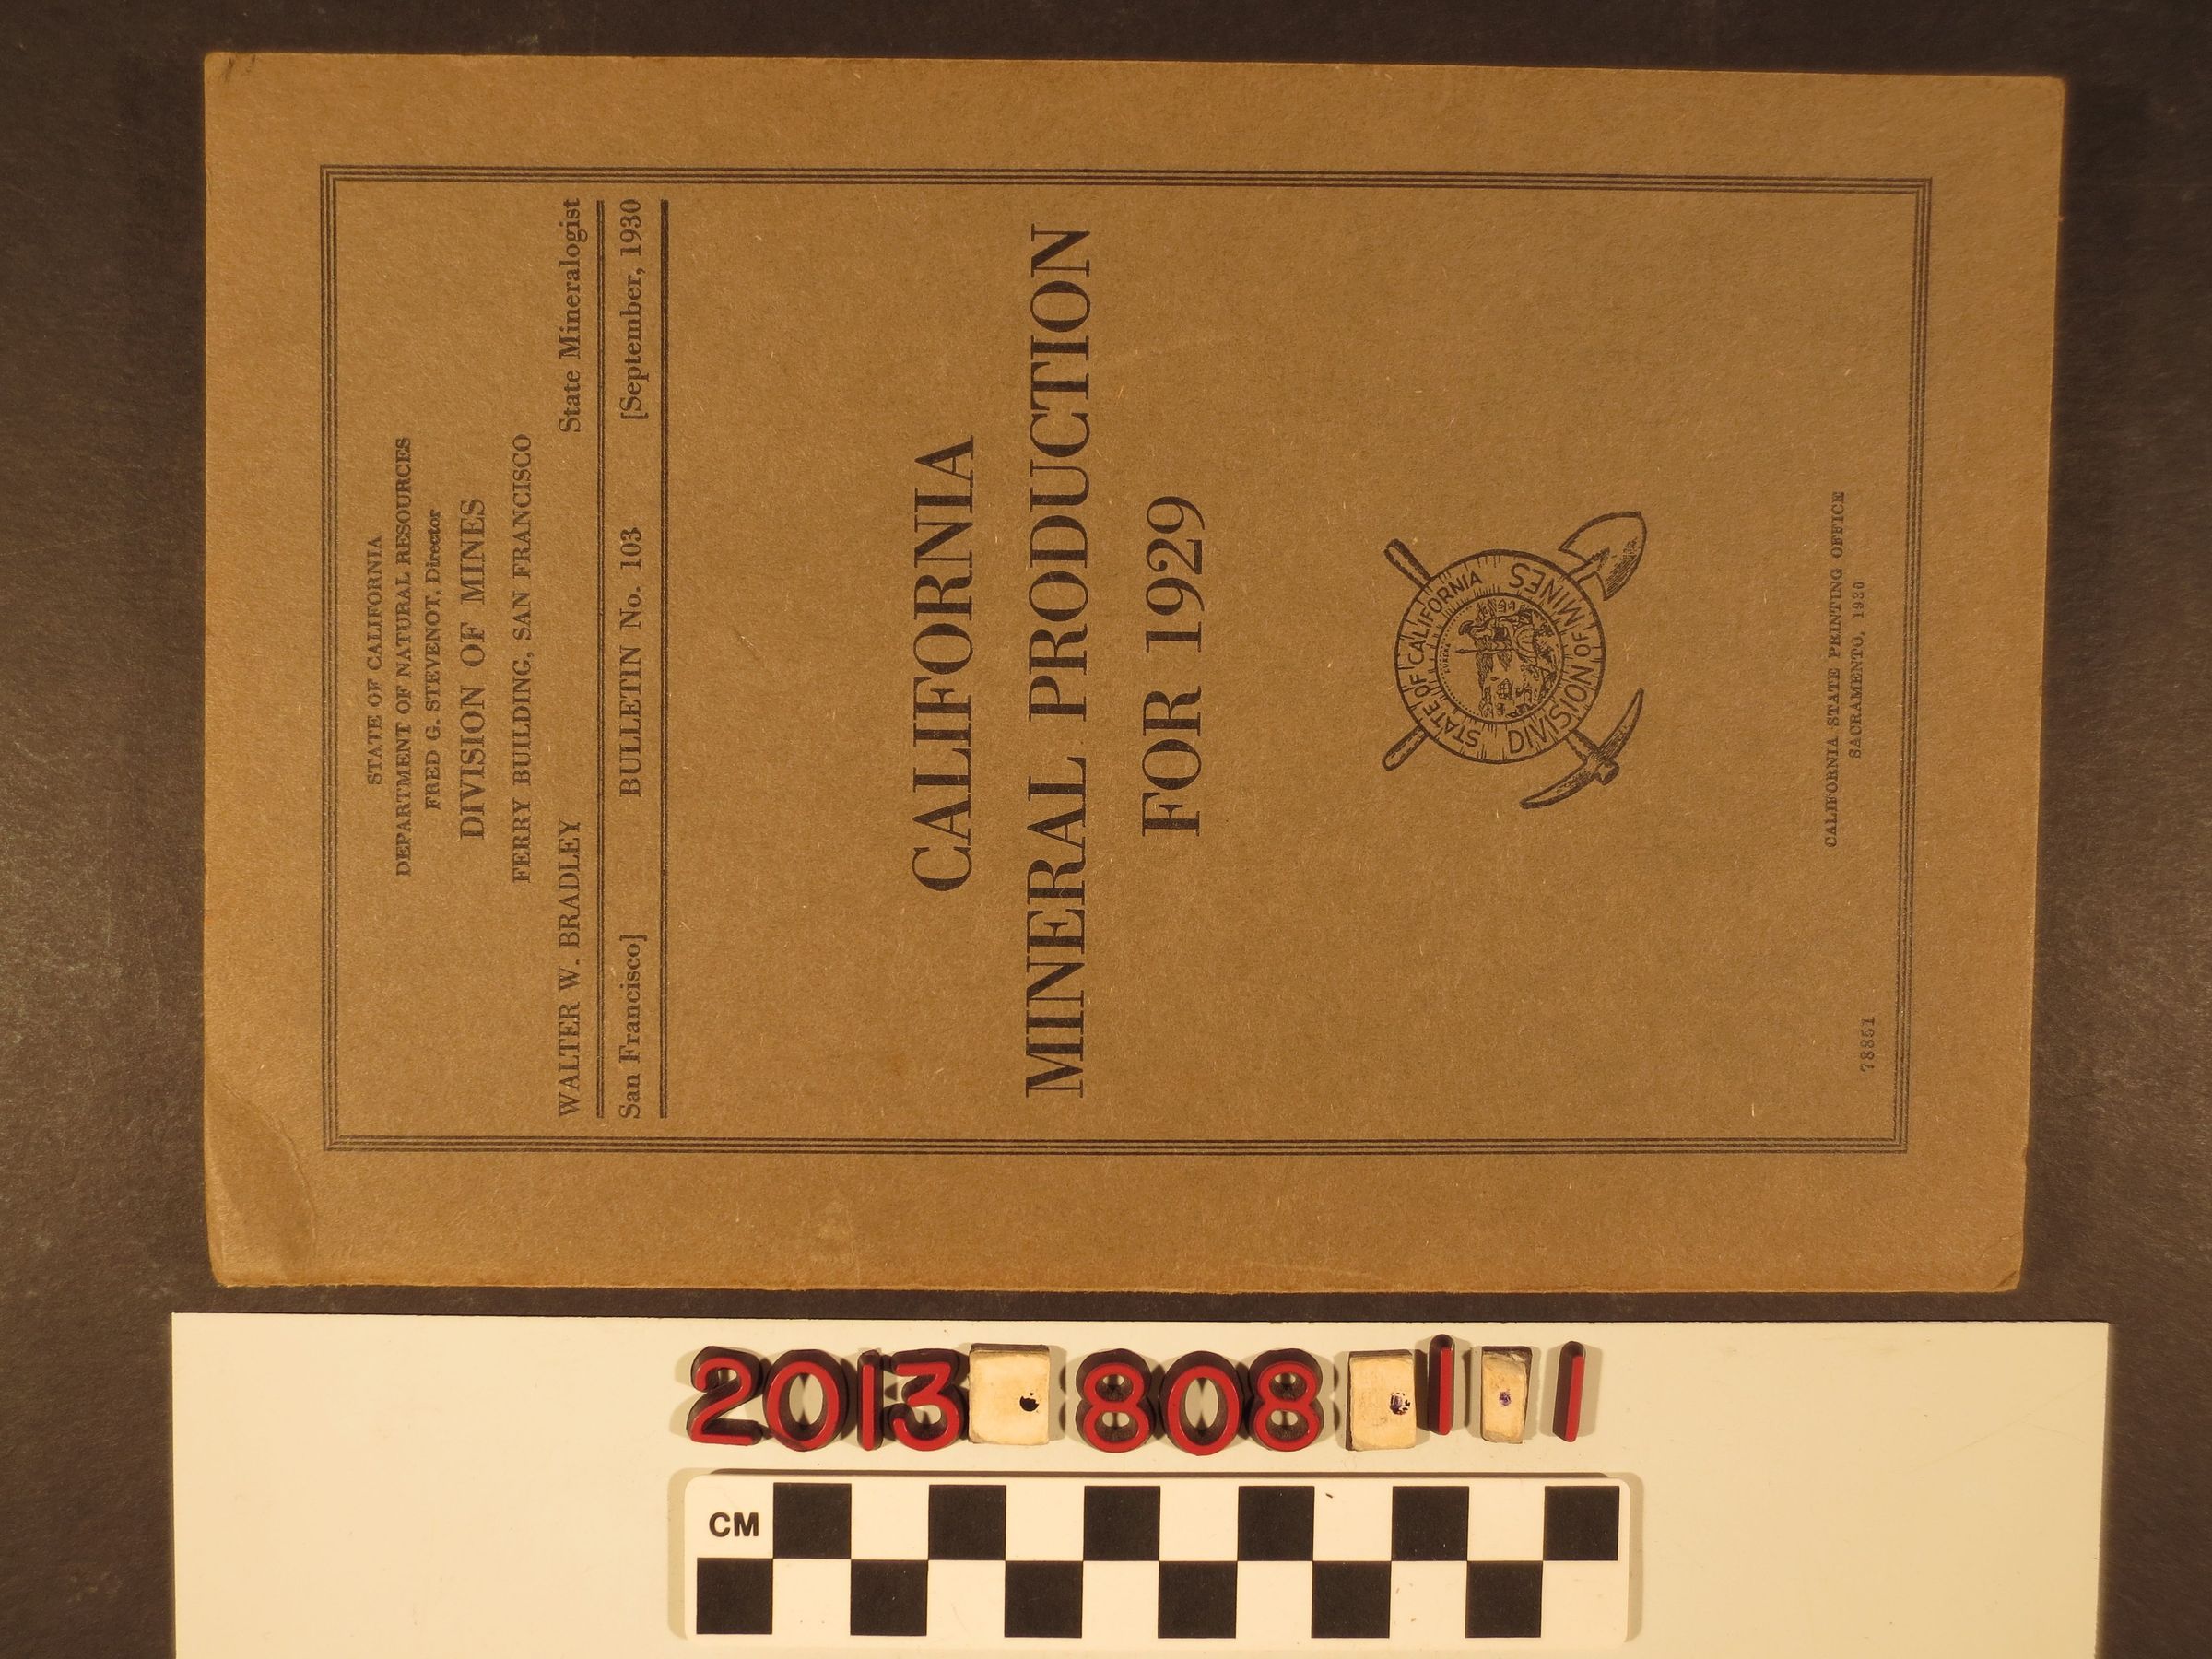 STATE OF CALIFORNIA
DEPARTMENT OF NATURAL RESOURCES
FRED G. STEVENOT, Director
DIVISION OF MINES
FERRY BUILDING, SAN FRANCISCO
WALTER W. BRADLEY State Mineralogist
San Francisco] BULLETIN No. 103 [September, 1930
CALIFORNIA
MINERAL PRODUCTION
FOR 1929
STATE OF CALIFORNIA
DIVISION OF MINES
CALIFORNIA STATE PRINTING OFFICE
SACRAMENTO, 1930
78851
2013.808.1.1
CM